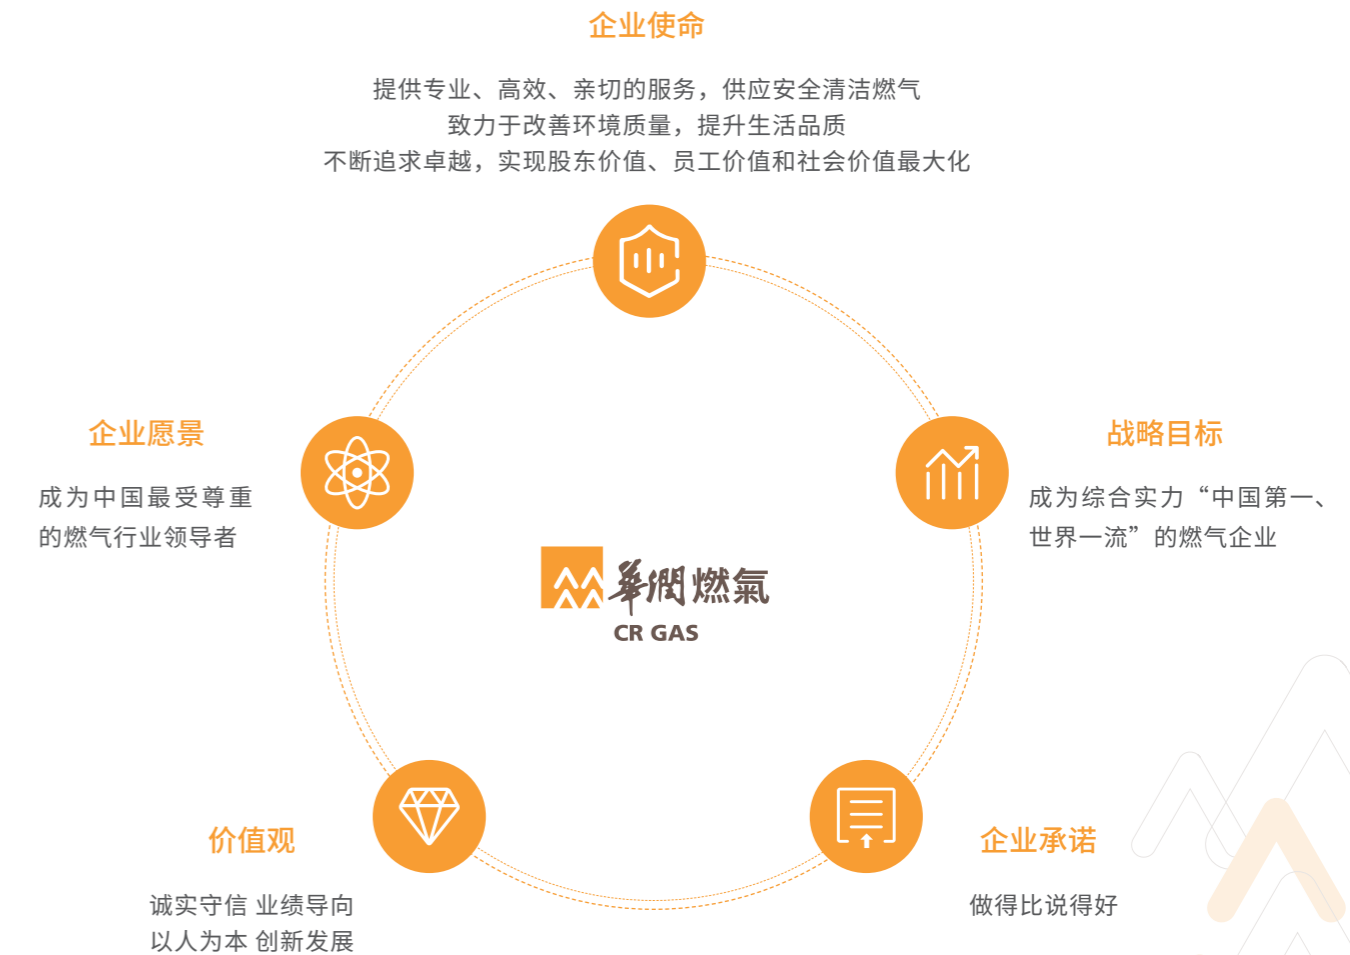 企业使命
提供专业、高效、亲切的服务，供应安全清洁燃气
致力于改善环境质量，提升生活品质
不断追求卓越，实现股东价值、员工价值和社会价值最大化
企业愿景
成为中国最受尊重
的燃气行业领导者
战略目标
成为综合实力“中国第一、
世界一流”的燃气企业
華潤燃氣
CR GAS
价值观
诚实守信 业绩导向
以人为本 创新发展
企业承诺
做得比说得好